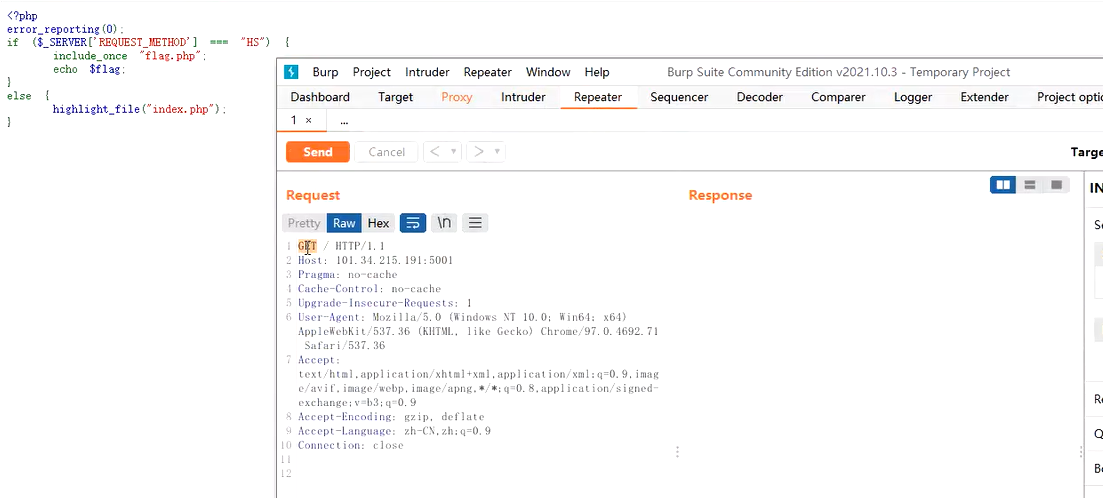 <?php
error_reporting(0);
if ($_SERVER['REQUEST_METHOD'] === "HS") {
include_once "flag.php";
echo $flag;
}
else {
highlight_file("index.php");
}
Burp Project Intruder Repeater Window Help Burp Suite Community Edition v2021.10.3 - Temporary Project
Dashboard Target Proxy Intruder Repeater Sequencer Decoder Comparer Logger Extender Project optio
1 × ...
Send Cancel < > Targe
Request Response
Pretty Raw Hex \n
1 GET / HTTP/1.1
2 Host: 101.34.215.191:5001
3 Pragma: no-cache
4 Cache-Control: no-cache
5 Upgrade-Insecure-Requests: 1
6 User-Agent: Mozilla/5.0 (Windows NT 10.0; Win64; x64)
AppleWebKit/537.36 (KHTML, like Gecko) Chrome/97.0.4692.71
Safari/537.36
7 Accept:
text/html,application/xhtml+xml,application/xml;q=0.9,imag
e/avif,image/webp,image/apng,*/*;q=0.8,application/signed-
exchange;v=b3;q=0.9
8 Accept-Encoding: gzip, deflate
9 Accept-Language: zh-CN,zh;q=0.9
10 Connection: close
11
12
IN
Se
Re
Q
Bo